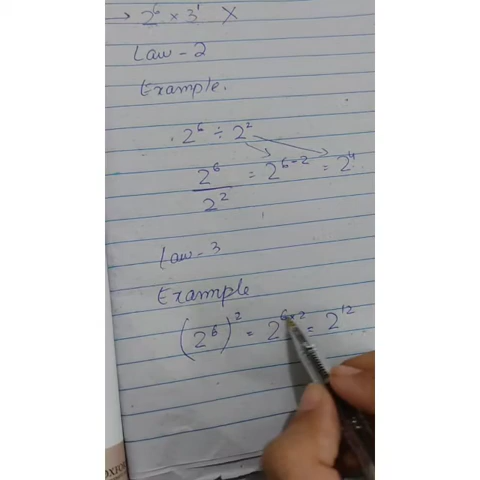 → 2⁶ × 3¹ X
Law - 2
Example.
2⁶ ÷ 2²
2⁶/2² = 2⁶⁻² = 2⁴
Law - 3
Example
(2⁶)² = 2⁶ˣ² = 2¹²